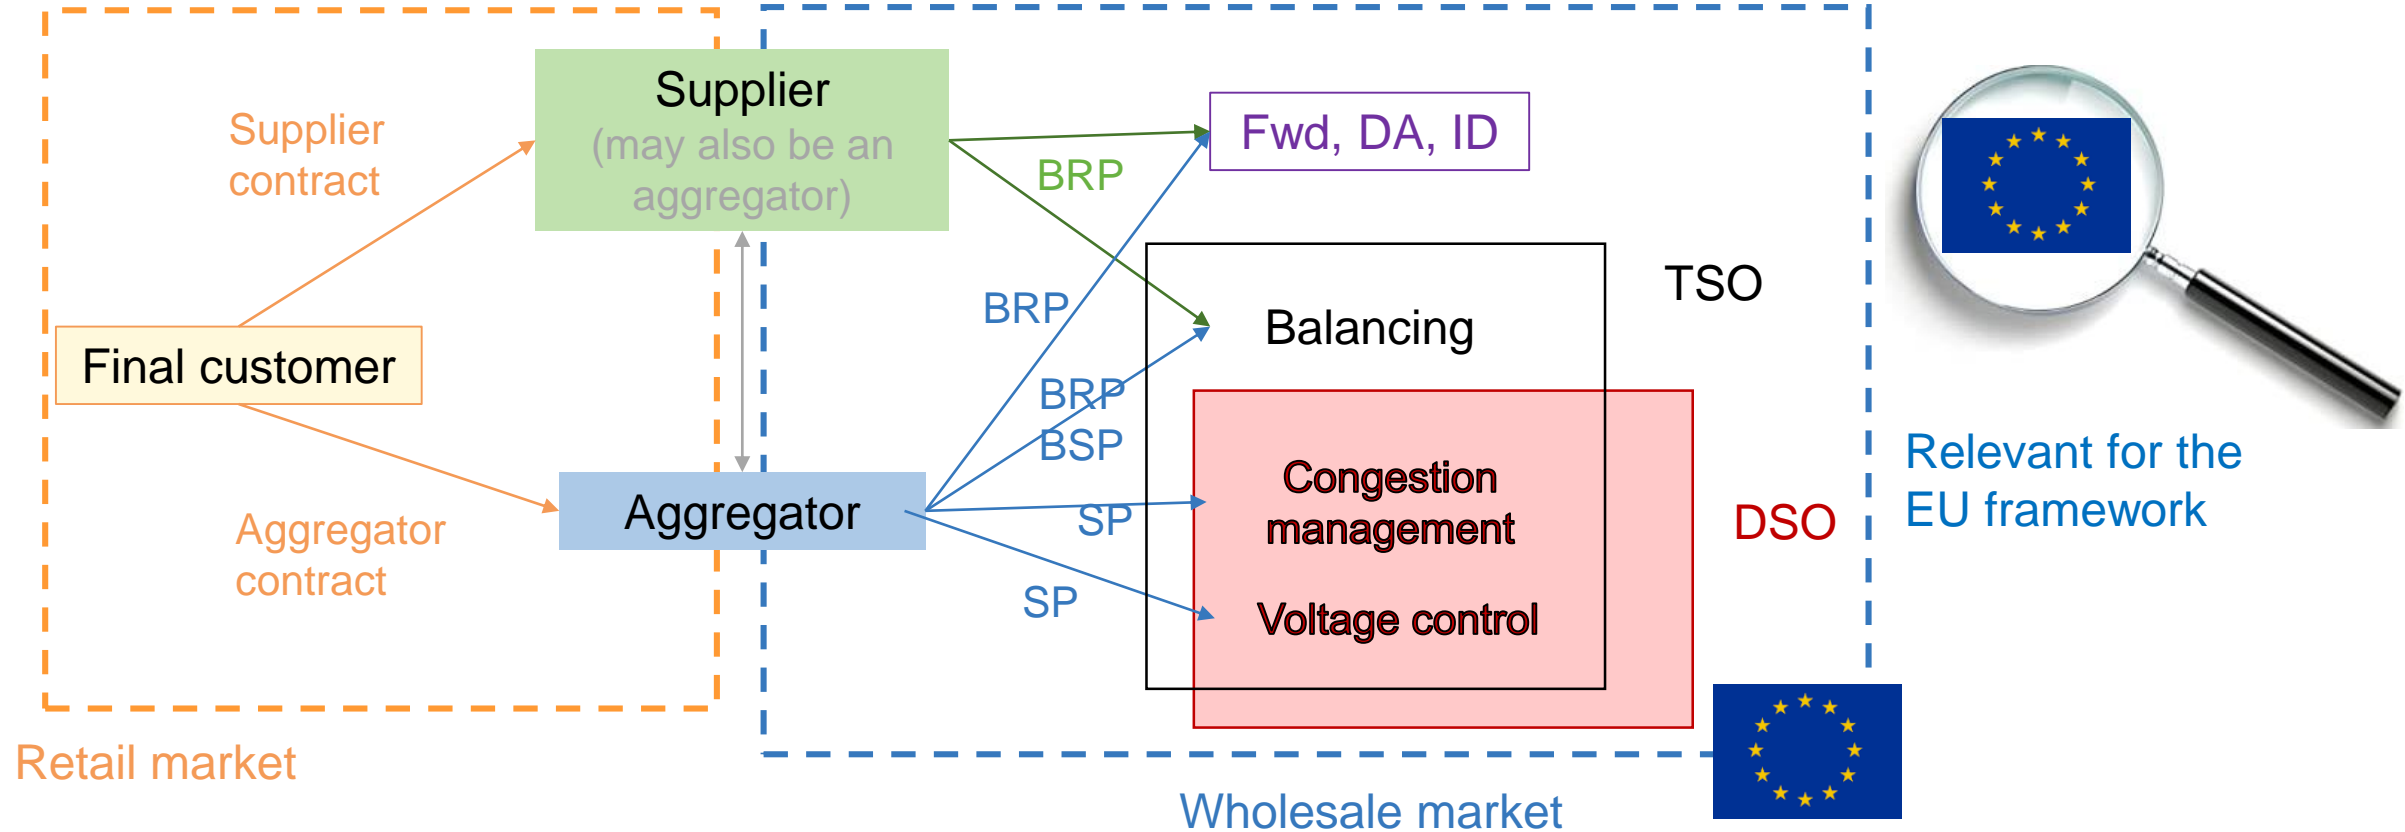 Supplier
(may also be an
aggregator)
Supplier
contract
Fwd, DA, ID
BRP
TSO
BRP
Balancing
Final customer
BRP
BSP
Relevant for the
EU framework
Congestion
management
SP
DSO
Aggregator
Aggregator
contract
SP
Voltage control
Retail market
Wholesale market